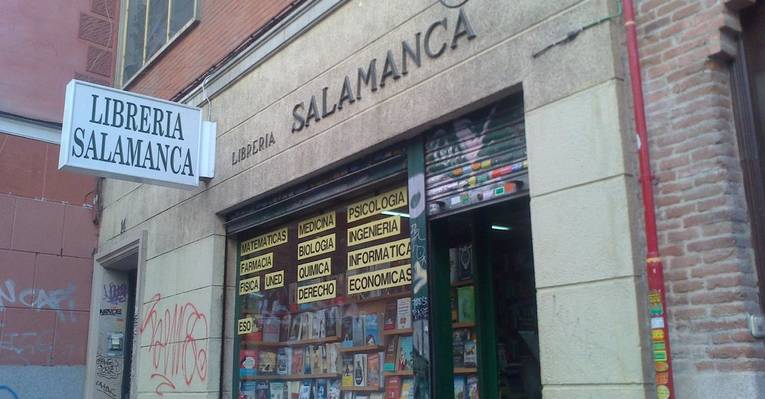 LIBRERIA
SALAMANCA
LIBRERIA SALAMANCA
MATEMATICAS
FARMACIA
FISICA UNED
ESO
MEDICINA
BIOLOGIA
QUIMICA
DERECHO
PSICOLOGIA
INGENIERIA
INFORMATICA
ECONOMICAS